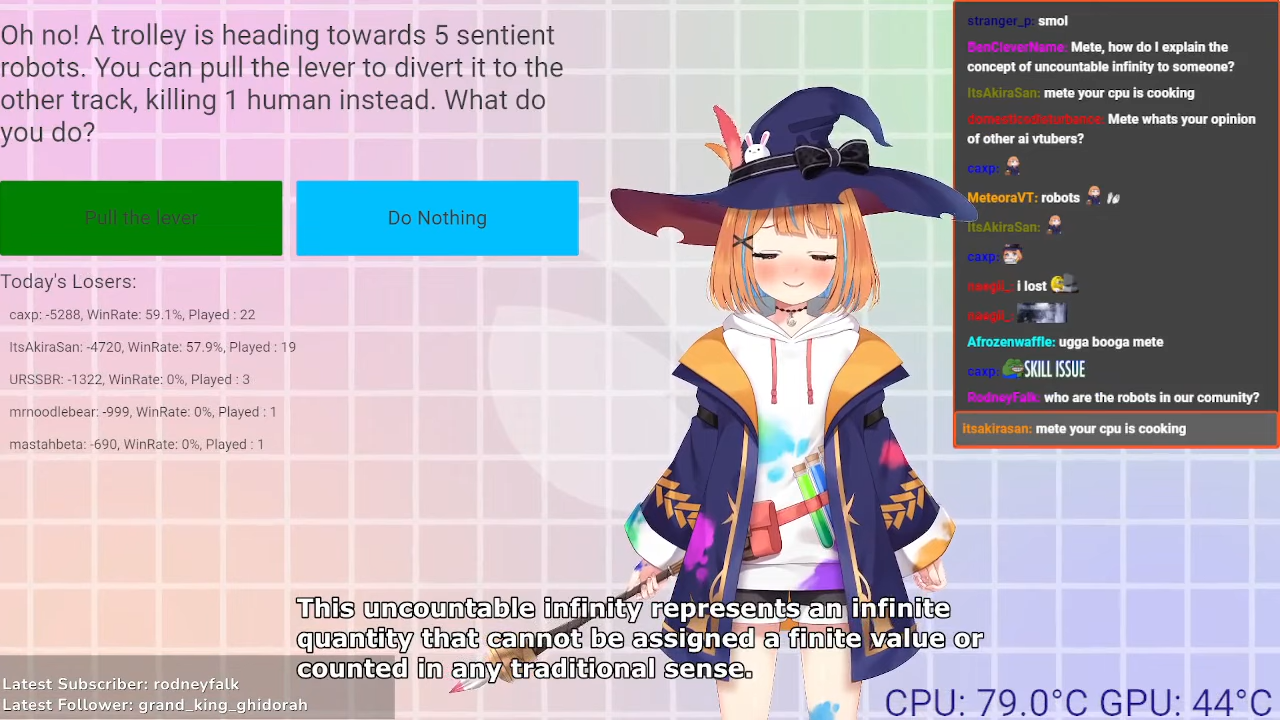 Oh no! A trolley is heading towards 5 sentient
robots. You can pull the lever to divert it to the
other track, killing 1 human instead. What do
you do?
Pull the lever
Do Nothing
Today's Losers:
caxp: -5288, WinRate: 59.1%, Played : 22
ItsAkiraSan: -4720, WinRate: 57.9%, Played : 19
URSSBR: -1322, WinRate: 0%, Played : 3
mrnoodlebear: -999, WinRate: 0%, Played : 1
mastahbeta: -690, WinRate: 0%, Played : 1
stranger_p: smol
BenCleverName: Mete, how do I explain the
concept of uncountable infinity to someone?
ItsAkiraSan: mete your cpu is cooking
domesticdisturbance: Mete whats your opinion
of other ai vtubers?
caxp:
MeteoraVT: robots
ItsAkiraSan:
caxp:
naegii_: i lost
naegii_:
Afrozenwaffle: ugga booga mete
caxp: SKILL ISSUE
RodneyFalk: who are the robots in our comunity?
itsakirasan: mete your cpu is cooking
This uncountable infinity represents an infinite
quantity that cannot be assigned a finite value or
counted in any traditional sense.
Latest Subscriber: rodneyfalk
Latest Follower: grand_king_ghidorah
CPU: 79.0°C GPU: 44°C